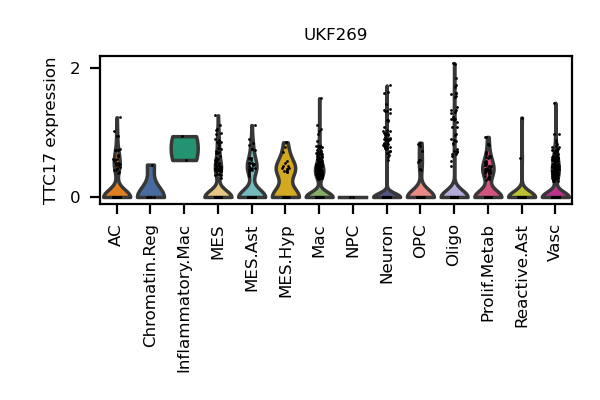 UKF269
TTC17 expression
2
0
AC
Chromatin.Reg
Inflammatory.Mac
MES
MES.Ast
MES.Hyp
Mac
NPC
Neuron
OPC
Oligo
Prolif.Metab
Reactive.Ast
Vasc